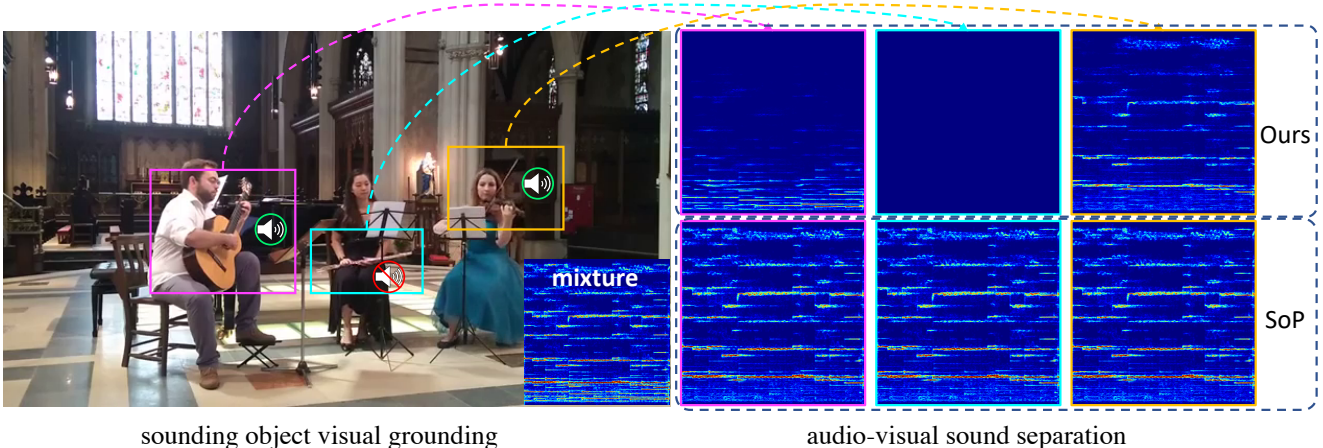 mixture
Ours
SoP
sounding object visual grounding
audio-visual sound separation